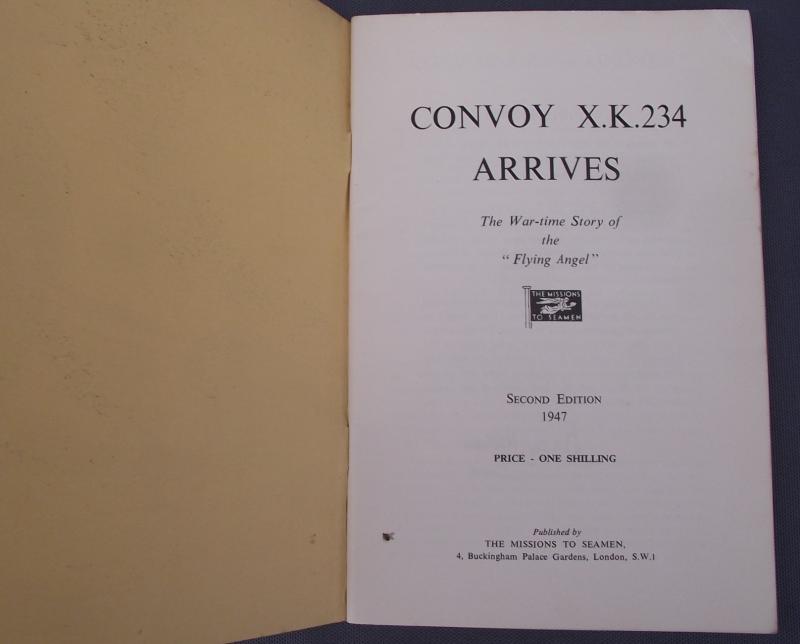 CONVOY X.K.234
ARRIVES
The War-time Story of
the
" Flying Angel "
THE MISSIONS
TO SEAMEN
SECOND EDITION
1947
PRICE - ONE SHILLING
Published by
THE MISSIONS TO SEAMEN,
4, Buckingham Palace Gardens, London, S.W.1